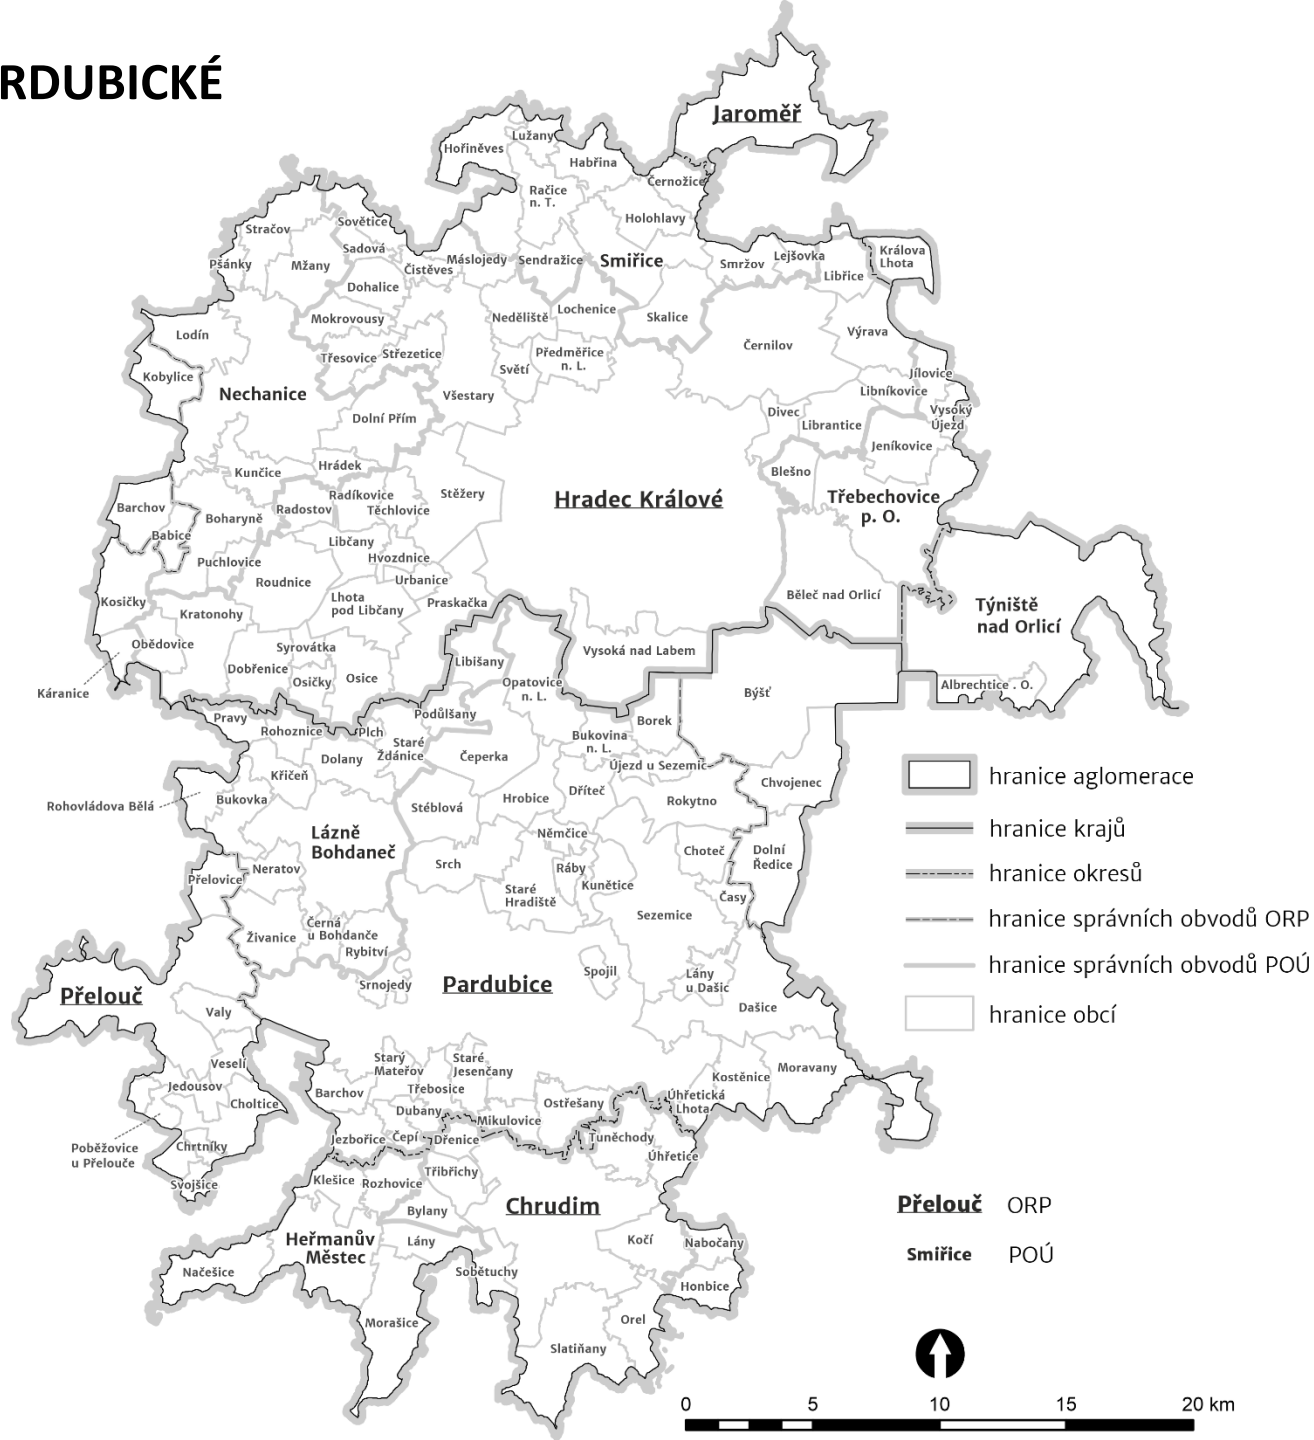 RDUBICKÉ
Jaroměř
Lužany
Hořiněves
Habřina
Černožice
Račice
n. T.
Holohlavy
Sovětice
Stračov
Sadová
Králova
Lhota
Pšánky
Mžany
Čistěves
Máslojedy
Sendražice
Smiřice
Smržov
Lejšovka
Libřice
Dohalice
Lochenice
Neděliště
Skalice
Mokrovousy
Lodín
Výrava
Černilov
Třesovice
Střezetice
Předměřice
n. L.
Světí
Kobylice
Jílovice
Nechanice
Všestary
Libníkovice
Vysoký
Újezd
Divec
Librantice
Dolní Přím
Jeníkovice
Kunčice
Hrádek
Blešno
Stěžery
Hradec Králové
Třebechovice
p. O.
Barchov
Radíkovice
Radostov
Těchlovice
Boharyně
Babice
Libčany
Hvozdnice
Puchlovice
Roudnice
Urbanice
Kosičky
Lhota
pod Libčany
Praskačka
Běleč nad Orlicí
Týniště
nad Orlicí
Kratonohy
Obědovice
Syrovátka
Vysoká nad Labem
Dobřenice
Osičky
Osice
Libišany
Káranice
Opatovice
n. L.
Býšť
Albrechtice . O.
Pravy
Podůlšany
Rohoznice
Plch
Borek
Bukovina
n. L.
Staré
Ždánice
Dolany
Čeperka
Újezd u Sezemic
Křičeň
Chvojenec
hranice aglomerace
Rohovládova Bělá
Bukovka
Stéblová
Hrobice
Dříteč
Rokytno
Lázně
Bohdaneč
Němčice
hranice krajů
Choteč
Dolní
Ředice
Srch
Ráby
Neratov
Přelovice
Kunětice
hranice okresů
Staré
Hradiště
Časy
Sezemice
hranice správních obvodů ORP
Černá
u Bohdanče
Živanice
Rybitví
hranice správních obvodů POÚ
Spojil
Lány
u Dašic
Srnojedy
Pardubice
Přelouč
Valy
Dašice
hranice obcí
Veselí
Starý
Mateřov
Staré
Jesenčany
Moravany
Kostěnice
Jedousov
Barchov
Třebosice
Choltice
Dubany
Ostřešany
Úhřetická
Lhota
Mikulovice
Poběžovice
u Přelouče
Chrtníky
Jezbořice
Čepí
Dřenice
Tuněchody
Úhřetice
Svojšice
Klešice
Rozhovice
Třibřichy
Přelouč ORP
Chrudim
Bylany
Heřmanův
Městec
Lány
Kočí
Nabočany
Smiřice POÚ
Načešice
Sobětuchy
Honbice
Morašice
Orel
Slatiňany
0 5 10 15 20 km